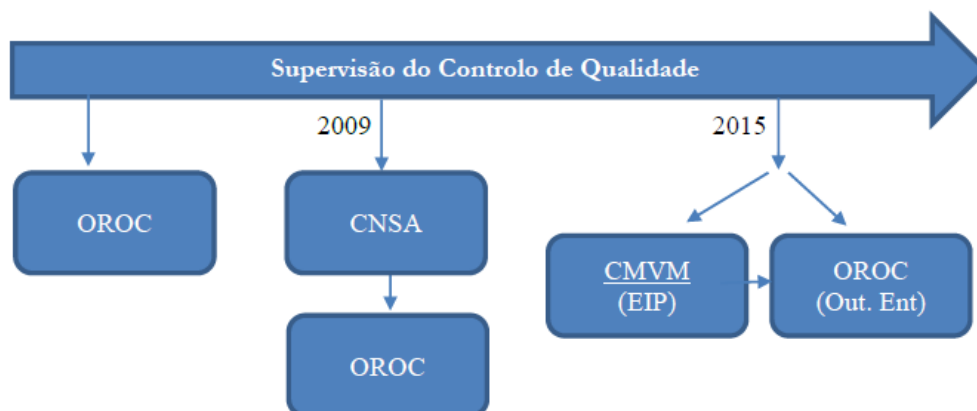 Supervisão do Controlo de Qualidade
2009
2015
OROC
CNSA
OROC
CMVM
(EIP)
OROC
(Out. Ent)